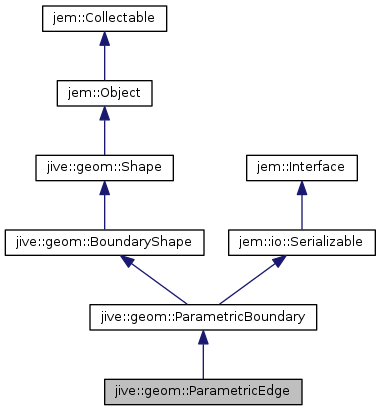 jem::Collectable
jem::Object
jive::geom::Shape
jem::Interface
jive::geom::BoundaryShape
jem::io::Serializable
jive::geom::ParametricBoundary
jive::geom::ParametricEdge